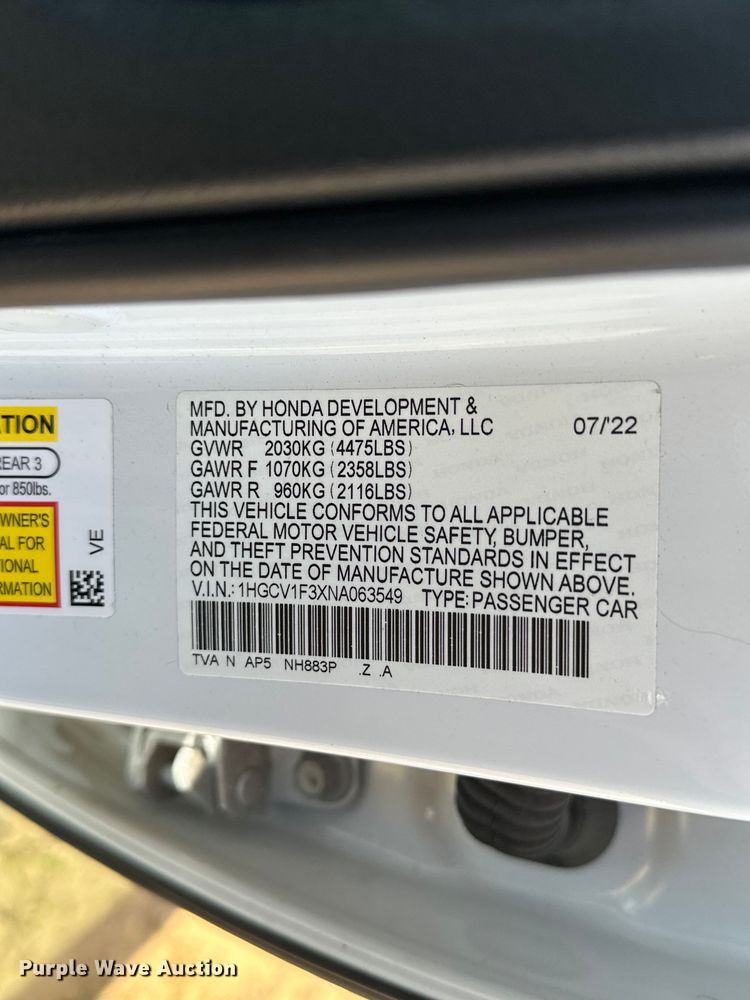 ATION
REAR 3
or 850lbs.
OWNER'S
AL FOR
TIONAL
RMATION
VE
MFD. BY HONDA DEVELOPMENT &
MANUFACTURING OF AMERICA, LLC 07/'22
GVWR 2030KG (4475LBS)
GAWR F 1070KG (2358LBS)
GAWR R 960KG (2116LBS)
THIS VEHICLE CONFORMS TO ALL APPLICABLE
FEDERAL MOTOR VEHICLE SAFETY, BUMPER,
AND THEFT PREVENTION STANDARDS IN EFFECT
ON THE DATE OF MANUFACTURE SHOWN ABOVE.
V.I.N.: 1HGCV1F3XNA063549 TYPE: PASSENGER CAR
TVA N AP5 NH883P .Z .A
Purple Wave Auction